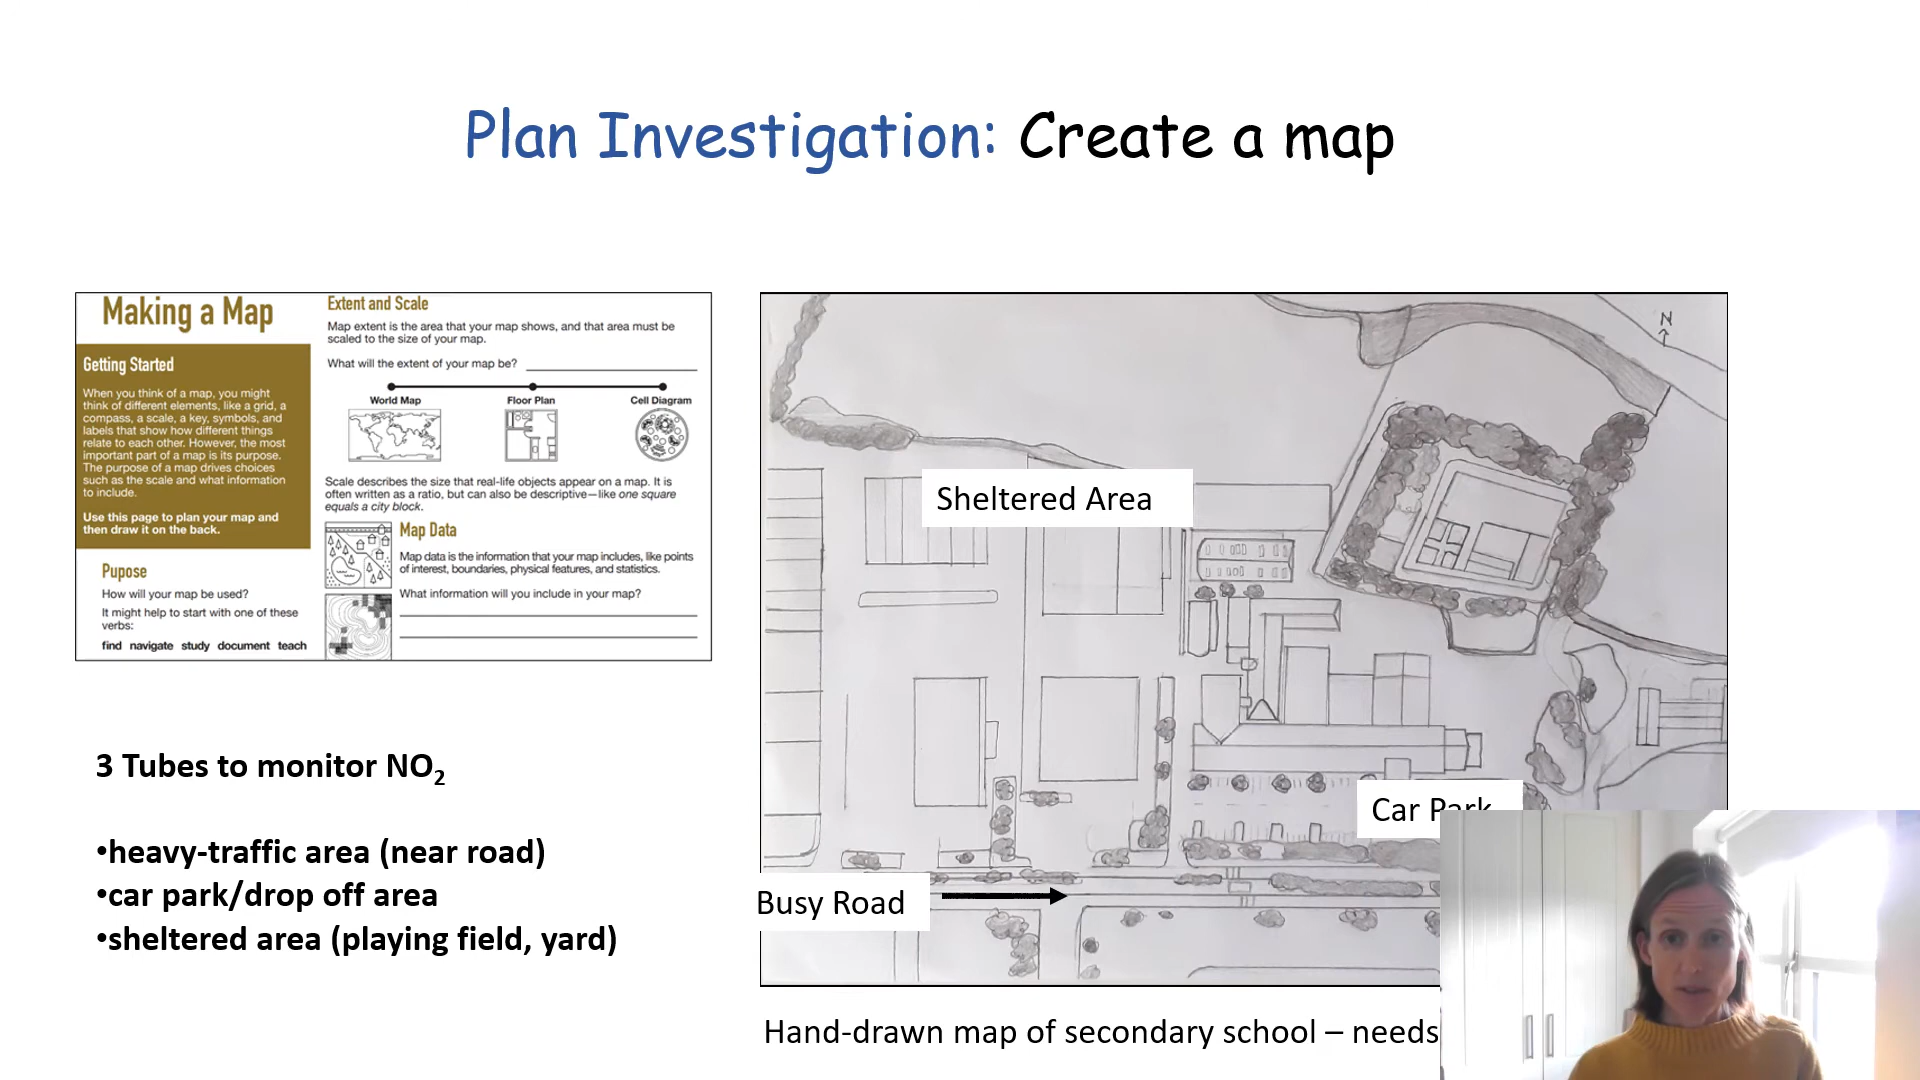 Plan Investigation: Create a map
Making a Map
Getting Started
When you think of a map, you might
think of different elements, like a grid, a
compass, a scale, a key, symbols, and
labels that show how different things
relate to each other. However, the most
important part of a map is its purpose.
The purpose of a map drives choices
such as the scale and what information
to include.
Use this page to plan your map and
then draw it on the back.
Pupose
How will your map be used?
It might help to start with one of these
verbs:
find navigate study document teach
Extent and Scale
Map extent is the area that your map shows, and that area must be
scaled to the size of your map.
What will the extent of your map be?
World Map Floor Plan Cell Diagram
Scale describes the size that real-life objects appear on a map. It is
often written as a ratio, but can also be descriptive—like one square
equals a city block.
Map Data
Map data is the information that your map includes, like points
of interest, boundaries, physical features, and statistics.
What information will you include in your map?
3 Tubes to monitor NO₂
•heavy-traffic area (near road)
•car park/drop off area
•sheltered area (playing field, yard)
N
Sheltered Area
Car Park
Busy Road
Hand-drawn map of secondary school – needs